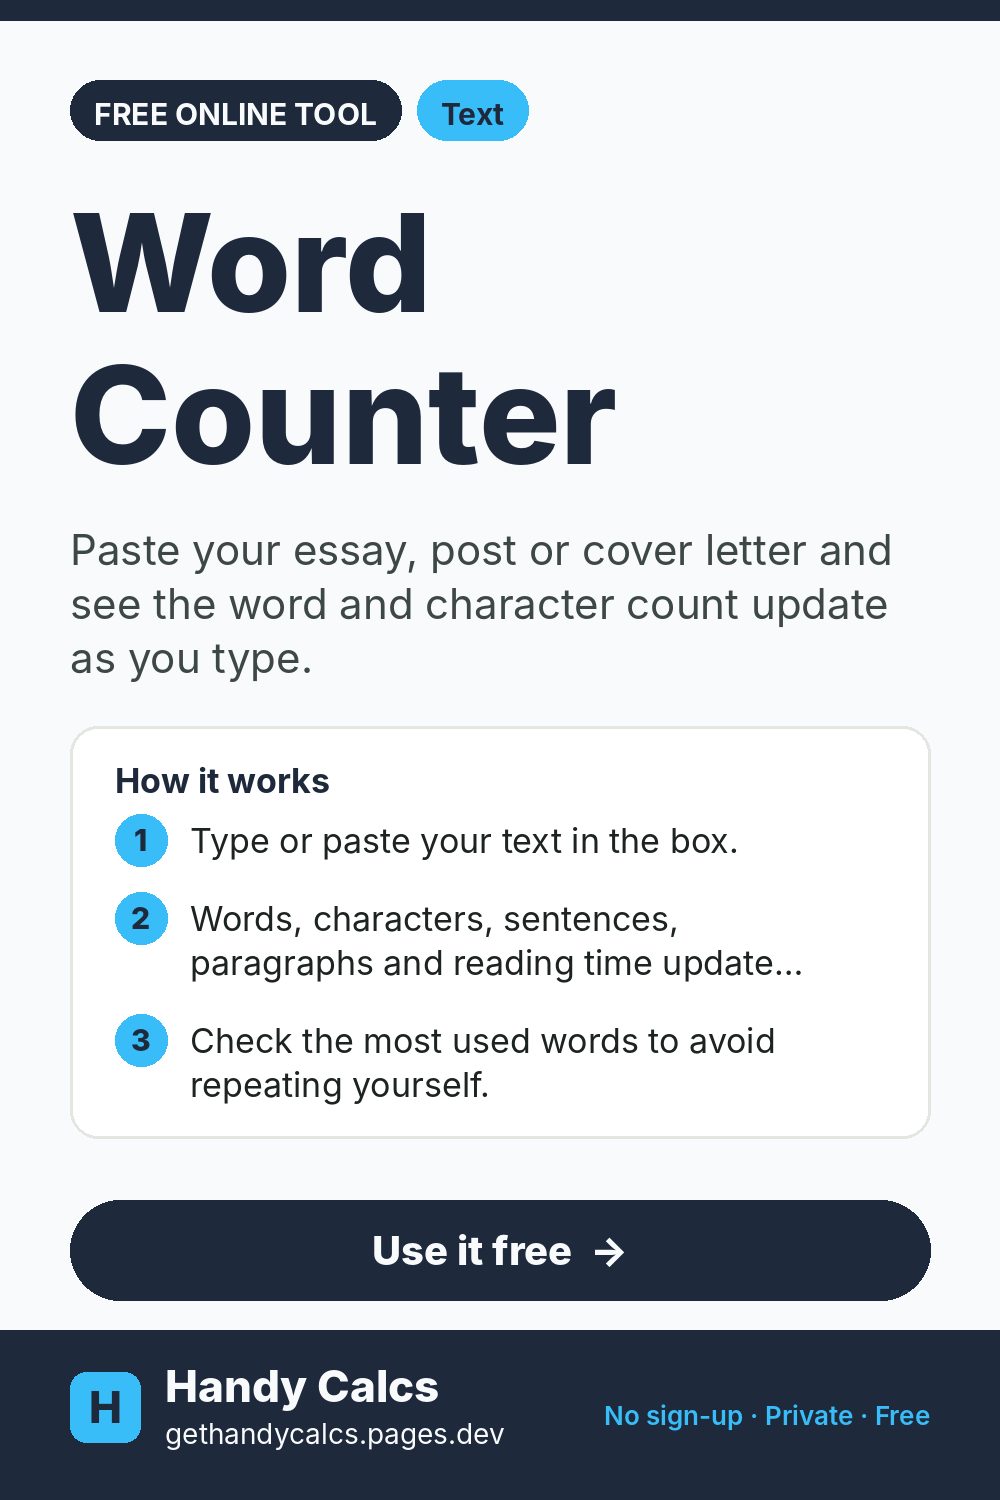 FREE ONLINE TOOL Text
Word
Counter
Paste your essay, post or cover letter and
see the word and character count update
as you type.
How it works
1 Type or paste your text in the box.
2 Words, characters, sentences,
paragraphs and reading time update...
3 Check the most used words to avoid
repeating yourself.
Use it free →
H Handy Calcs
gethandycalcs.pages.dev
No sign-up · Private · Free